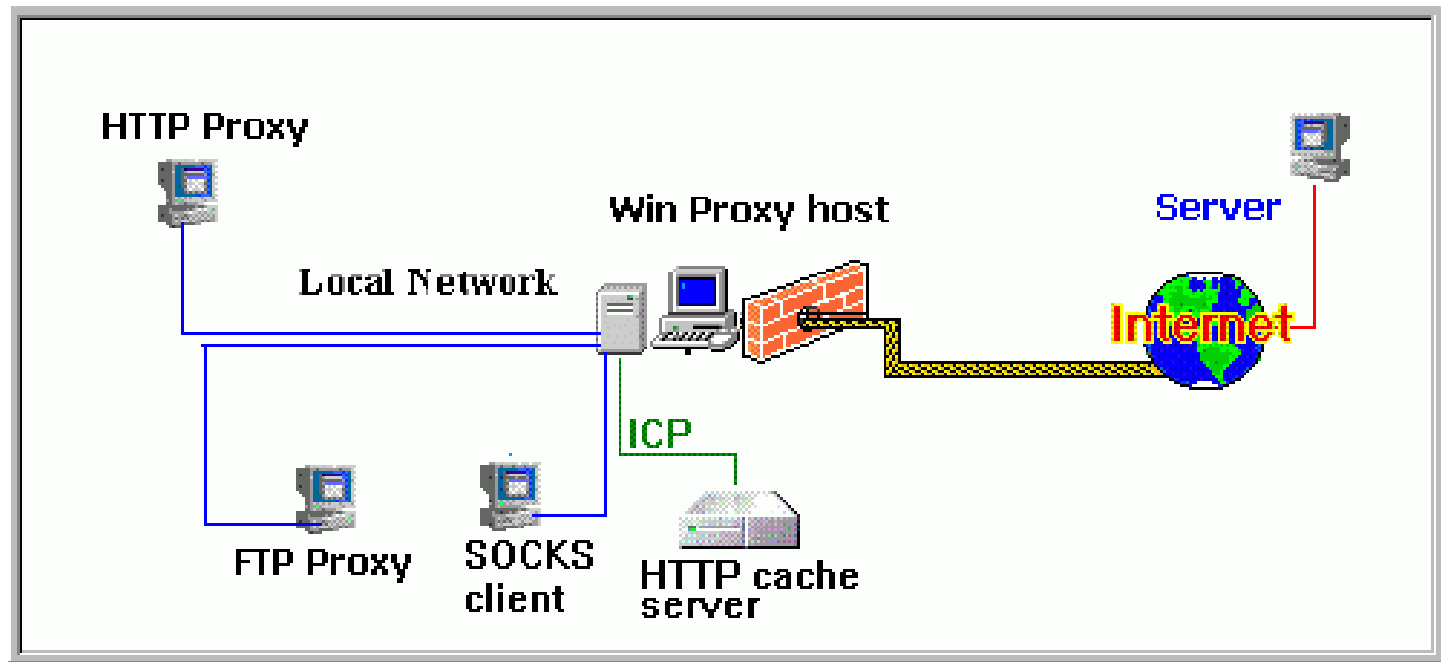 HTTP Proxy
Win Proxy host
Server
Local Network
Internet
ICP
FTP Proxy
SOCKS
client
HTTP cache
server